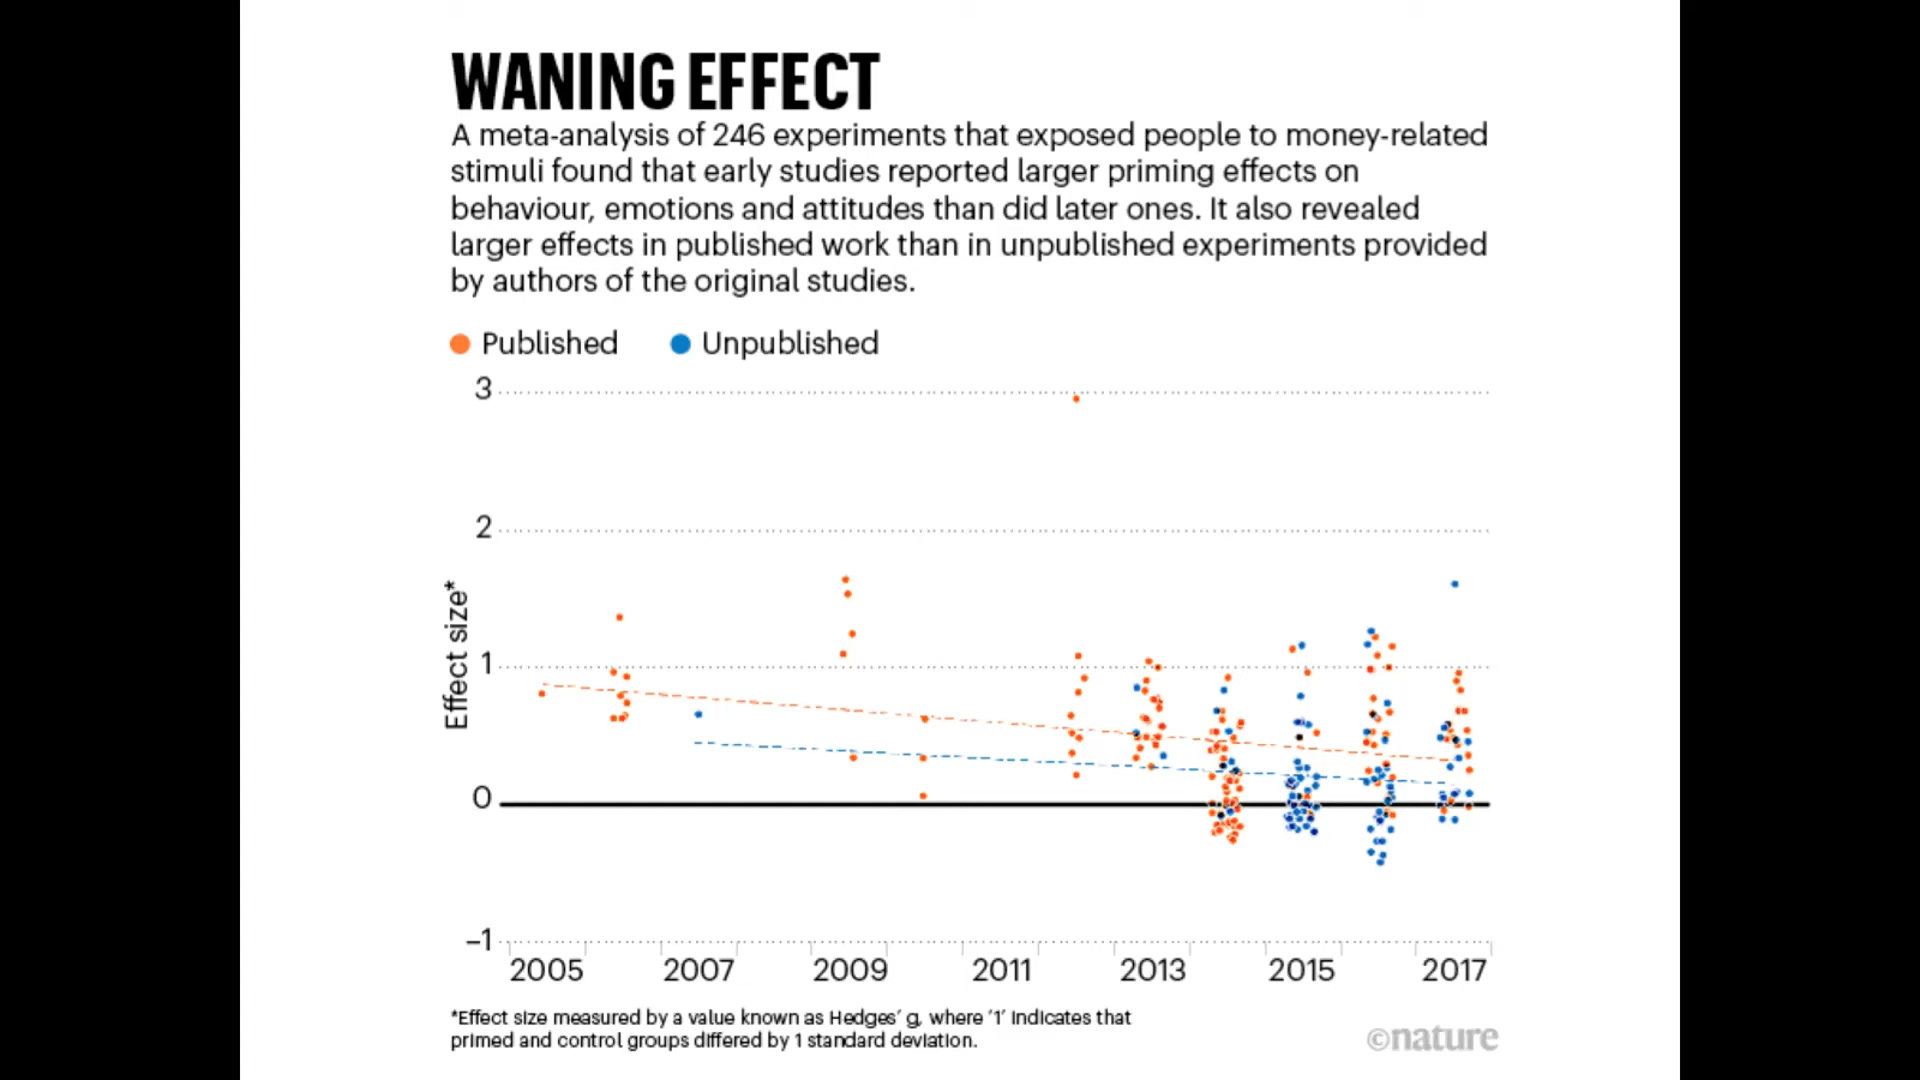 WANING EFFECT
A meta-analysis of 246 experiments that exposed people to money-related
stimuli found that early studies reported larger priming effects on
behaviour, emotions and attitudes than did later ones. It also revealed
larger effects in published work than in unpublished experiments provided
by authors of the original studies.
Published Unpublished
3
2
1
0
–1
Effect size*
2005 2007 2009 2011 2013 2015 2017
*Effect size measured by a value known as Hedges’ g, where ‘1’ indicates that
primed and control groups differed by 1 standard deviation.
©nature